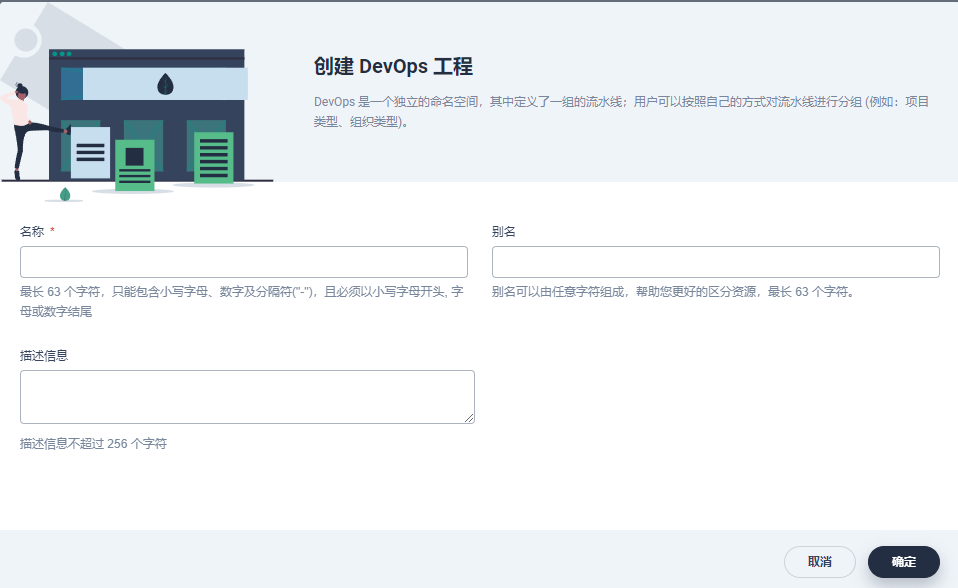 创建 DevOps 工程
DevOps 是一个独立的命名空间，其中定义了一组的流水线；用户可以按照自己的方式对流水线进行分组 (例如：项目
类型、组织类型)。
名称 *
别名
最长 63 个字符，只能包含小写字母、数字及分隔符("-")，且必须以小写字母开头, 字
母或数字结尾
别名可以由任意字符组成，帮助您更好的区分资源，最长 63 个字符。
描述信息
描述信息不超过 256 个字符
取消
确定